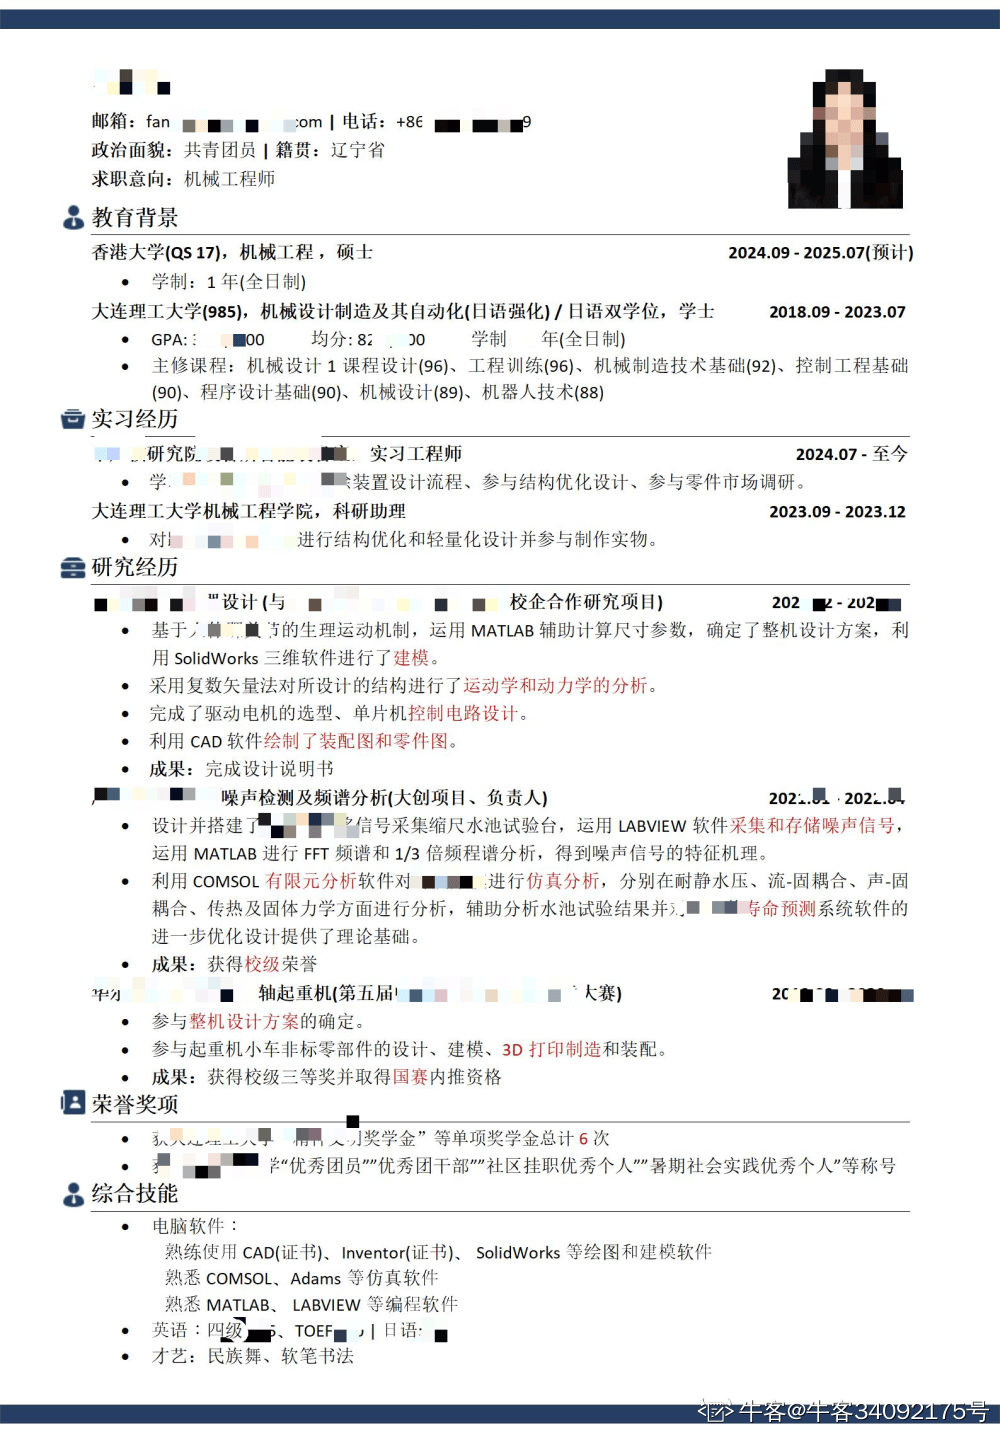 邮箱：fan com | 电话：+86 9
政治面貌：共青团员 | 籍贯：辽宁省
求职意向：机械工程师
教育背景
香港大学(QS 17)，机械工程 ，硕士 2024.09 - 2025.07(预计)
• 学制：1 年(全日制)
大连理工大学(985)，机械设计制造及其自动化(日语强化) / 日语双学位，学士 2018.09 - 2023.07
• GPA: 00 均分: 82 00 学制 年(全日制)
• 主修课程：机械设计 1 课程设计(96)、工程训练(96)、机械制造技术基础(92)、控制工程基础
(90)、程序设计基础(90)、机械设计(89)、机器人技术(88)
实习经历
研究院 实习工程师 2024.07 - 至今
• 学 装置设计流程、参与结构优化设计、参与零件市场调研。
大连理工大学机械工程学院，科研助理 2023.09 - 2023.12
• 对 进行结构优化和轻量化设计并参与制作实物。
研究经历
设计 (与 校企合作研究项目) 202 - 202
• 基于 节的生理运动机制，运用 MATLAB 辅助计算尺寸参数，确定了整机设计方案，利
用 SolidWorks 三维软件进行了建模。
• 采用复数矢量法对所设计的结构进行了运动学和动力学的分析。
• 完成了驱动电机的选型、单片机控制电路设计。
• 利用 CAD 软件绘制了装配图和零件图。
• 成果：完成设计说明书
噪声检测及频谱分析(大创项目、负责人) 2021.01 - 2022.04
• 设计并搭建了 信号采集缩尺水池试验台，运用 LABVIEW 软件采集和存储噪声信号，
运用 MATLAB 进行 FFT 频谱和 1/3 倍频程谱分析，得到噪声信号的特征机理。
• 利用 COMSOL 有限元分析软件对 进行仿真分析，分别在耐静水压、流-固耦合、声-固
耦合、传热及固体力学方面进行分析，辅助分析水池试验结果并对 寿命预测系统软件的
进一步优化设计提供了理论基础。
• 成果：获得校级荣誉
轴起重机(第五届 大赛) 20
• 参与整机设计方案的确定。
• 参与起重机小车非标零部件的设计、建模、3D 打印制造和装配。
• 成果：获得校级三等奖并取得国赛内推资格
荣誉奖项
• 获大连理工大学“精神文明奖学金”等单项奖学金总计 6 次
• 学“优秀团员””优秀团干部””社区挂职优秀个人””暑期社会实践优秀个人”等称号
综合技能
• 电脑软件：
熟练使用 CAD(证书)、Inventor(证书)、 SolidWorks 等绘图和建模软件
熟悉 COMSOL、Adams 等仿真软件
熟悉 MATLAB、 LABVIEW 等编程软件
• 英语：四级 、TOEF | 日语:
• 才艺：民族舞、软笔书法
牛客@牛客34092175号